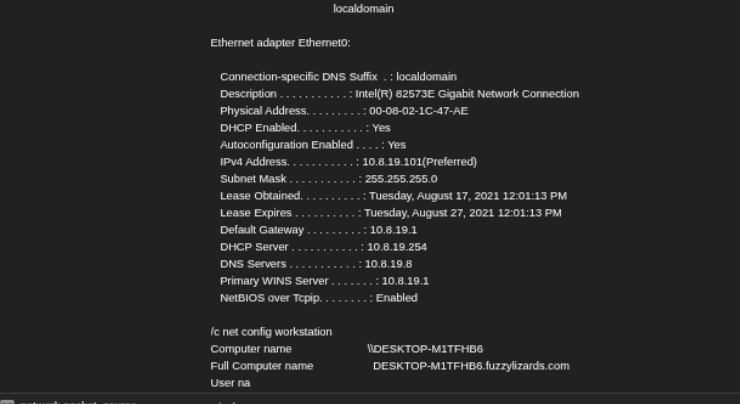 localdomain
Ethernet adapter Ethernet0:
Connection-specific DNS Suffix  . : localdomain
Description . . . . . . . . . . . : Intel(R) 82573E Gigabit Network Connection
Physical Address. . . . . . . . . : 00-08-02-1C-47-AE
DHCP Enabled. . . . . . . . . . . : Yes
Autoconfiguration Enabled . . . . : Yes
IPv4 Address. . . . . . . . . . . : 10.8.19.101(Preferred)
Subnet Mask . . . . . . . . . . . : 255.255.255.0
Lease Obtained. . . . . . . . . . : Tuesday, August 17, 2021 12:01:13 PM
Lease Expires . . . . . . . . . . : Tuesday, August 27, 2021 12:01:13 PM
Default Gateway . . . . . . . . . : 10.8.19.1
DHCP Server . . . . . . . . . . . : 10.8.19.254
DNS Servers . . . . . . . . . . . : 10.8.19.8
Primary WINS Server . . . . . . . : 10.8.19.1
NetBIOS over Tcpip. . . . . . . . : Enabled
/c net config workstation
Computer name \\DESKTOP-M1TFHB6
Full Computer name DESKTOP-M1TFHB6.fuzzylizards.com
User na